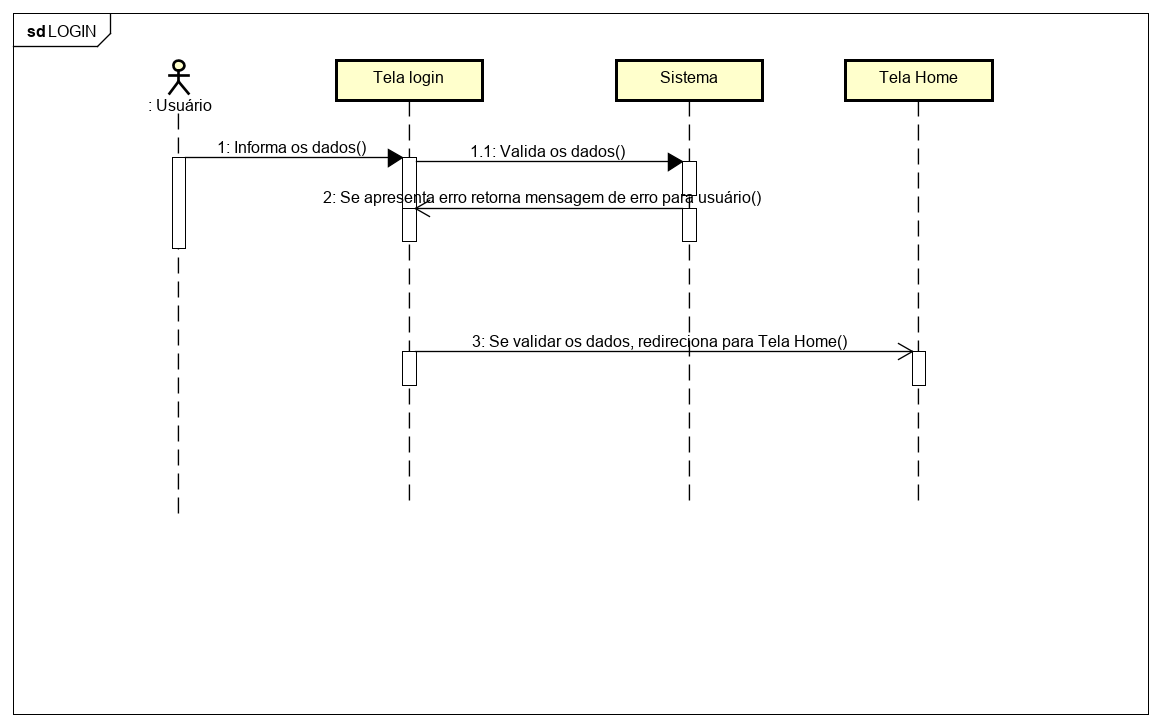 sd LOGIN
: Usuário
Tela login
Sistema
Tela Home
1: Informa os dados()
1.1: Valida os dados()
2: Se apresenta erro retorna mensagem de erro para usuário()
3: Se validar os dados, redireciona para Tela Home()